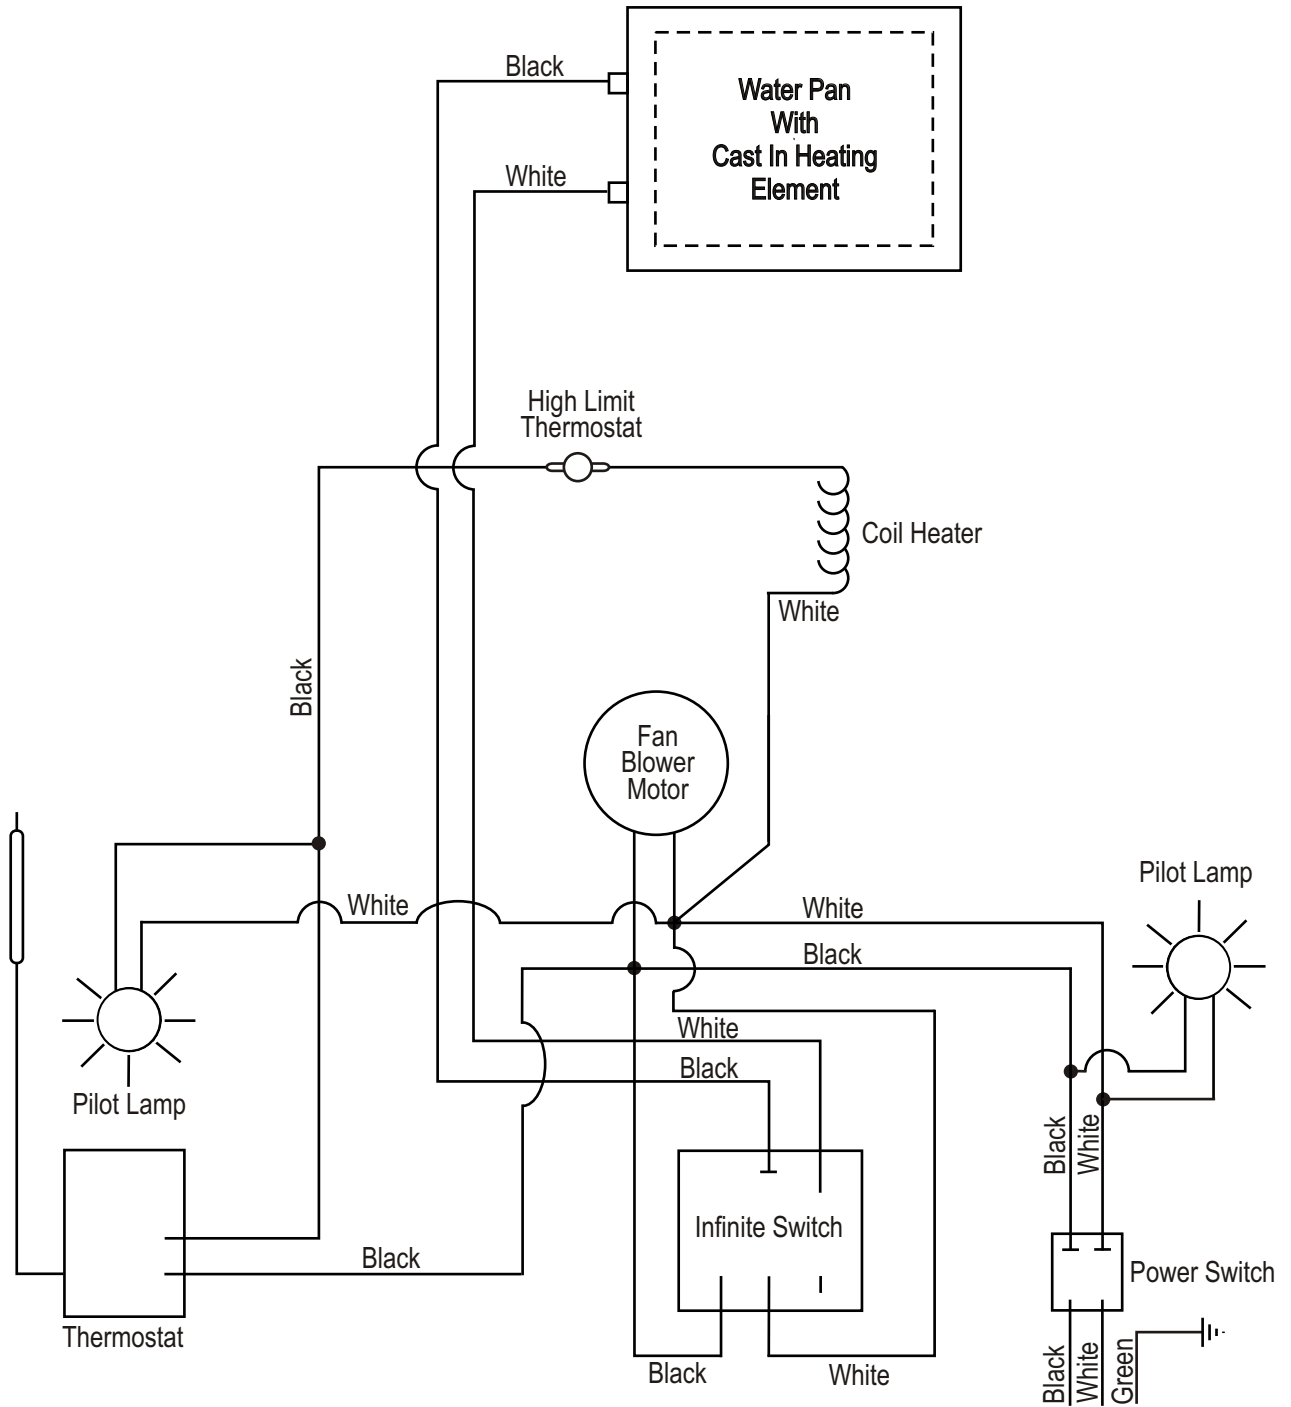 Black
Water Pan
With
Cast In Heating
Element
White
High Limit
Thermostat
Coil Heater
White
Black
Fan
Blower
Motor
Pilot Lamp
White
White
Black
White
Black
Pilot Lamp
Black
White
Infinite Switch
Black
Power Switch
Thermostat
Black
White
Black
White
Green